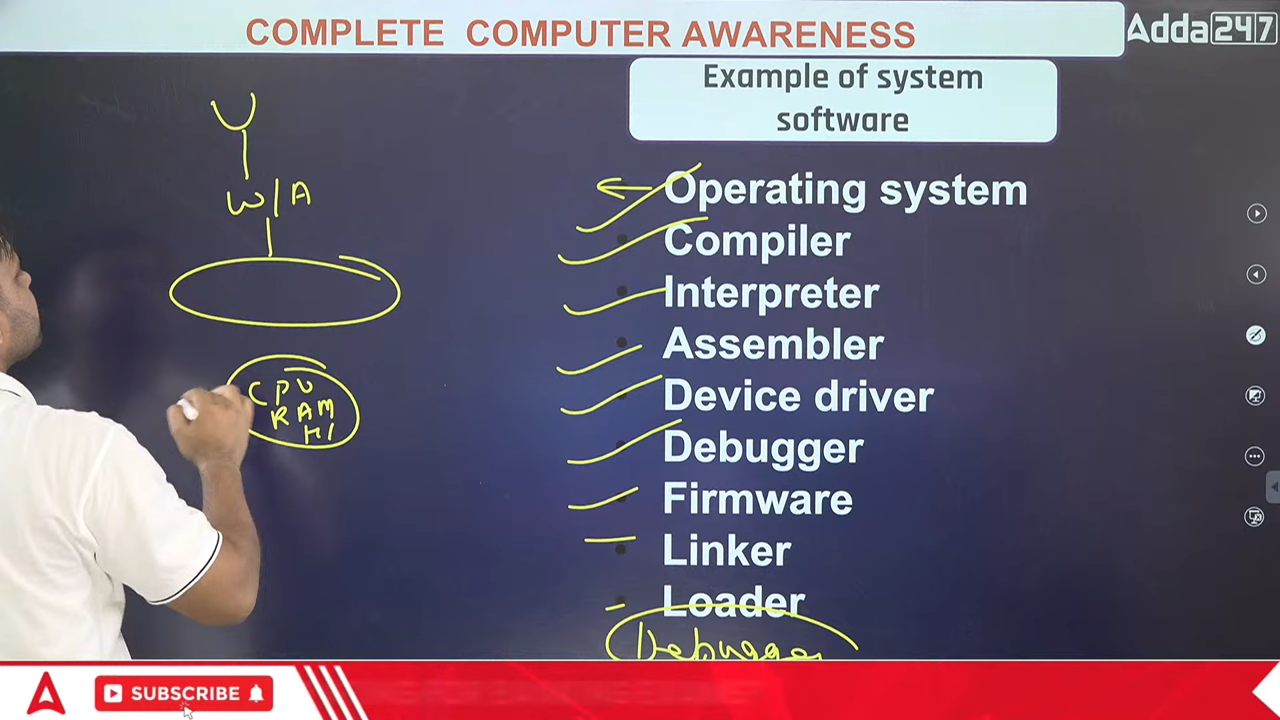 COMPLETE COMPUTER AWARENESS
Adda247
Example of system
software
U
W/A
CPU
RAM
Operating system
Compiler
Interpreter
Assembler
Device driver
Debugger
Firmware
Linker
Loader
Debugger
SUBSCRIBE